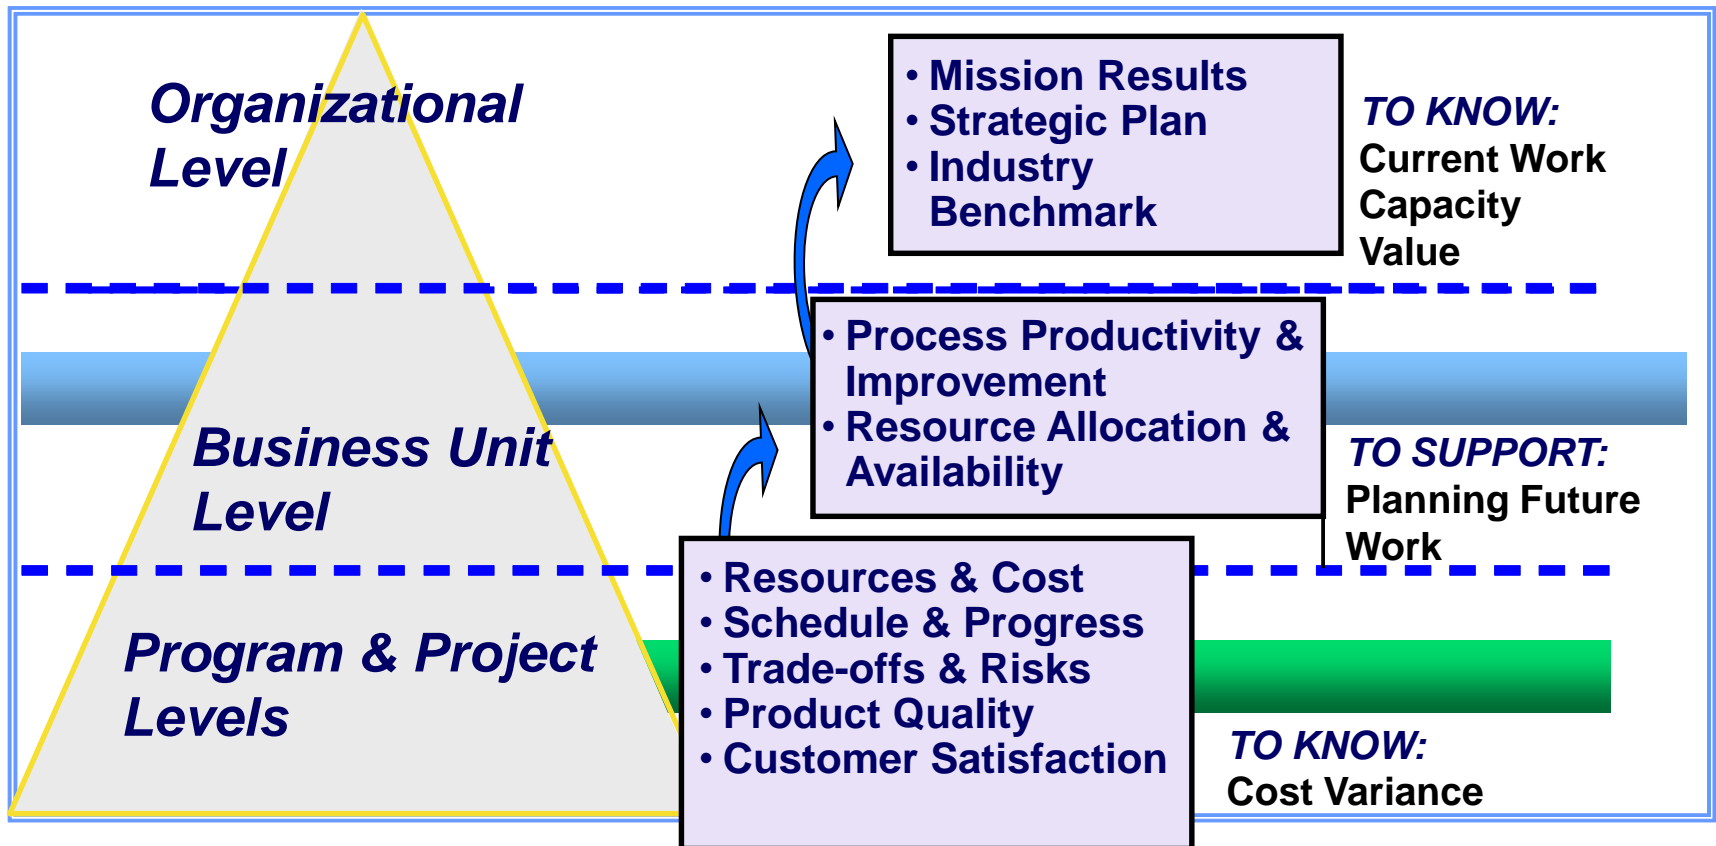 Organizational
Level
• Mission Results
• Strategic Plan
• Industry
Benchmark
TO KNOW:
Current Work
Capacity
Value
Business Unit
Level
• Process Productivity &
Improvement
• Resource Allocation &
Availability
TO SUPPORT:
Planning Future
Work
Program & Project
Levels
• Resources & Cost
• Schedule & Progress
• Trade-offs & Risks
• Product Quality
• Customer Satisfaction
TO KNOW:
Cost Variance